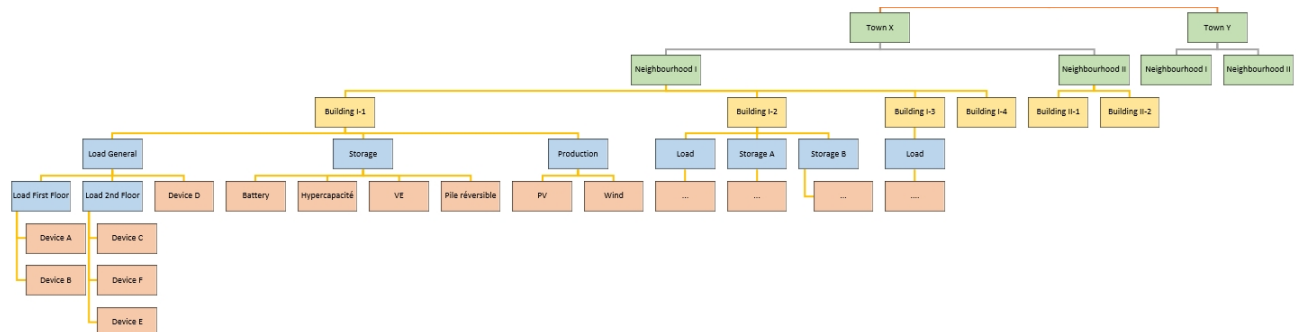 Town X
Town Y
Neighbourhood I
Neighbourhood II
Neighbourhood I
Neighbourhood II
Building I-1
Building I-2
Building I-3
Building I-4
Building II-1
Building II-2
Load General
Storage
Production
Load
Storage A
Storage B
Load
Load First Floor
Load 2nd Floor
Device D
Battery
Hypercapacité
VE
Pile réversible
PV
Wind
...
...
...
....
Device A
Device C
Device B
Device F
Device E